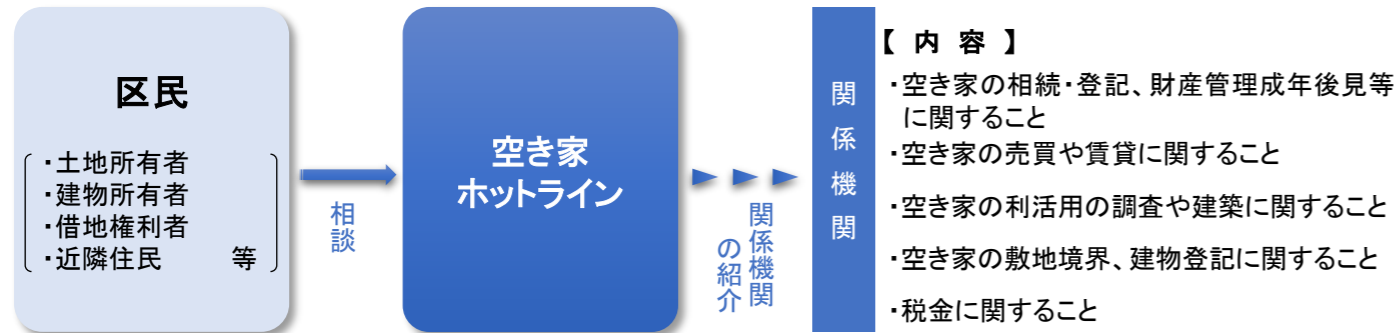 区民
・土地所有者
・建物所有者
・借地権利者
・近隣住民　　等
相談
空き家
ホットライン
関係機関
の紹介
関係機関
【 内 容 】
・空き家の相続・登記、財産管理成年後見等
に関すること
・空き家の売買や賃貸に関すること
・空き家の利活用の調査や建築に関すること
・空き家の敷地境界、建物登記に関すること
・税金に関すること